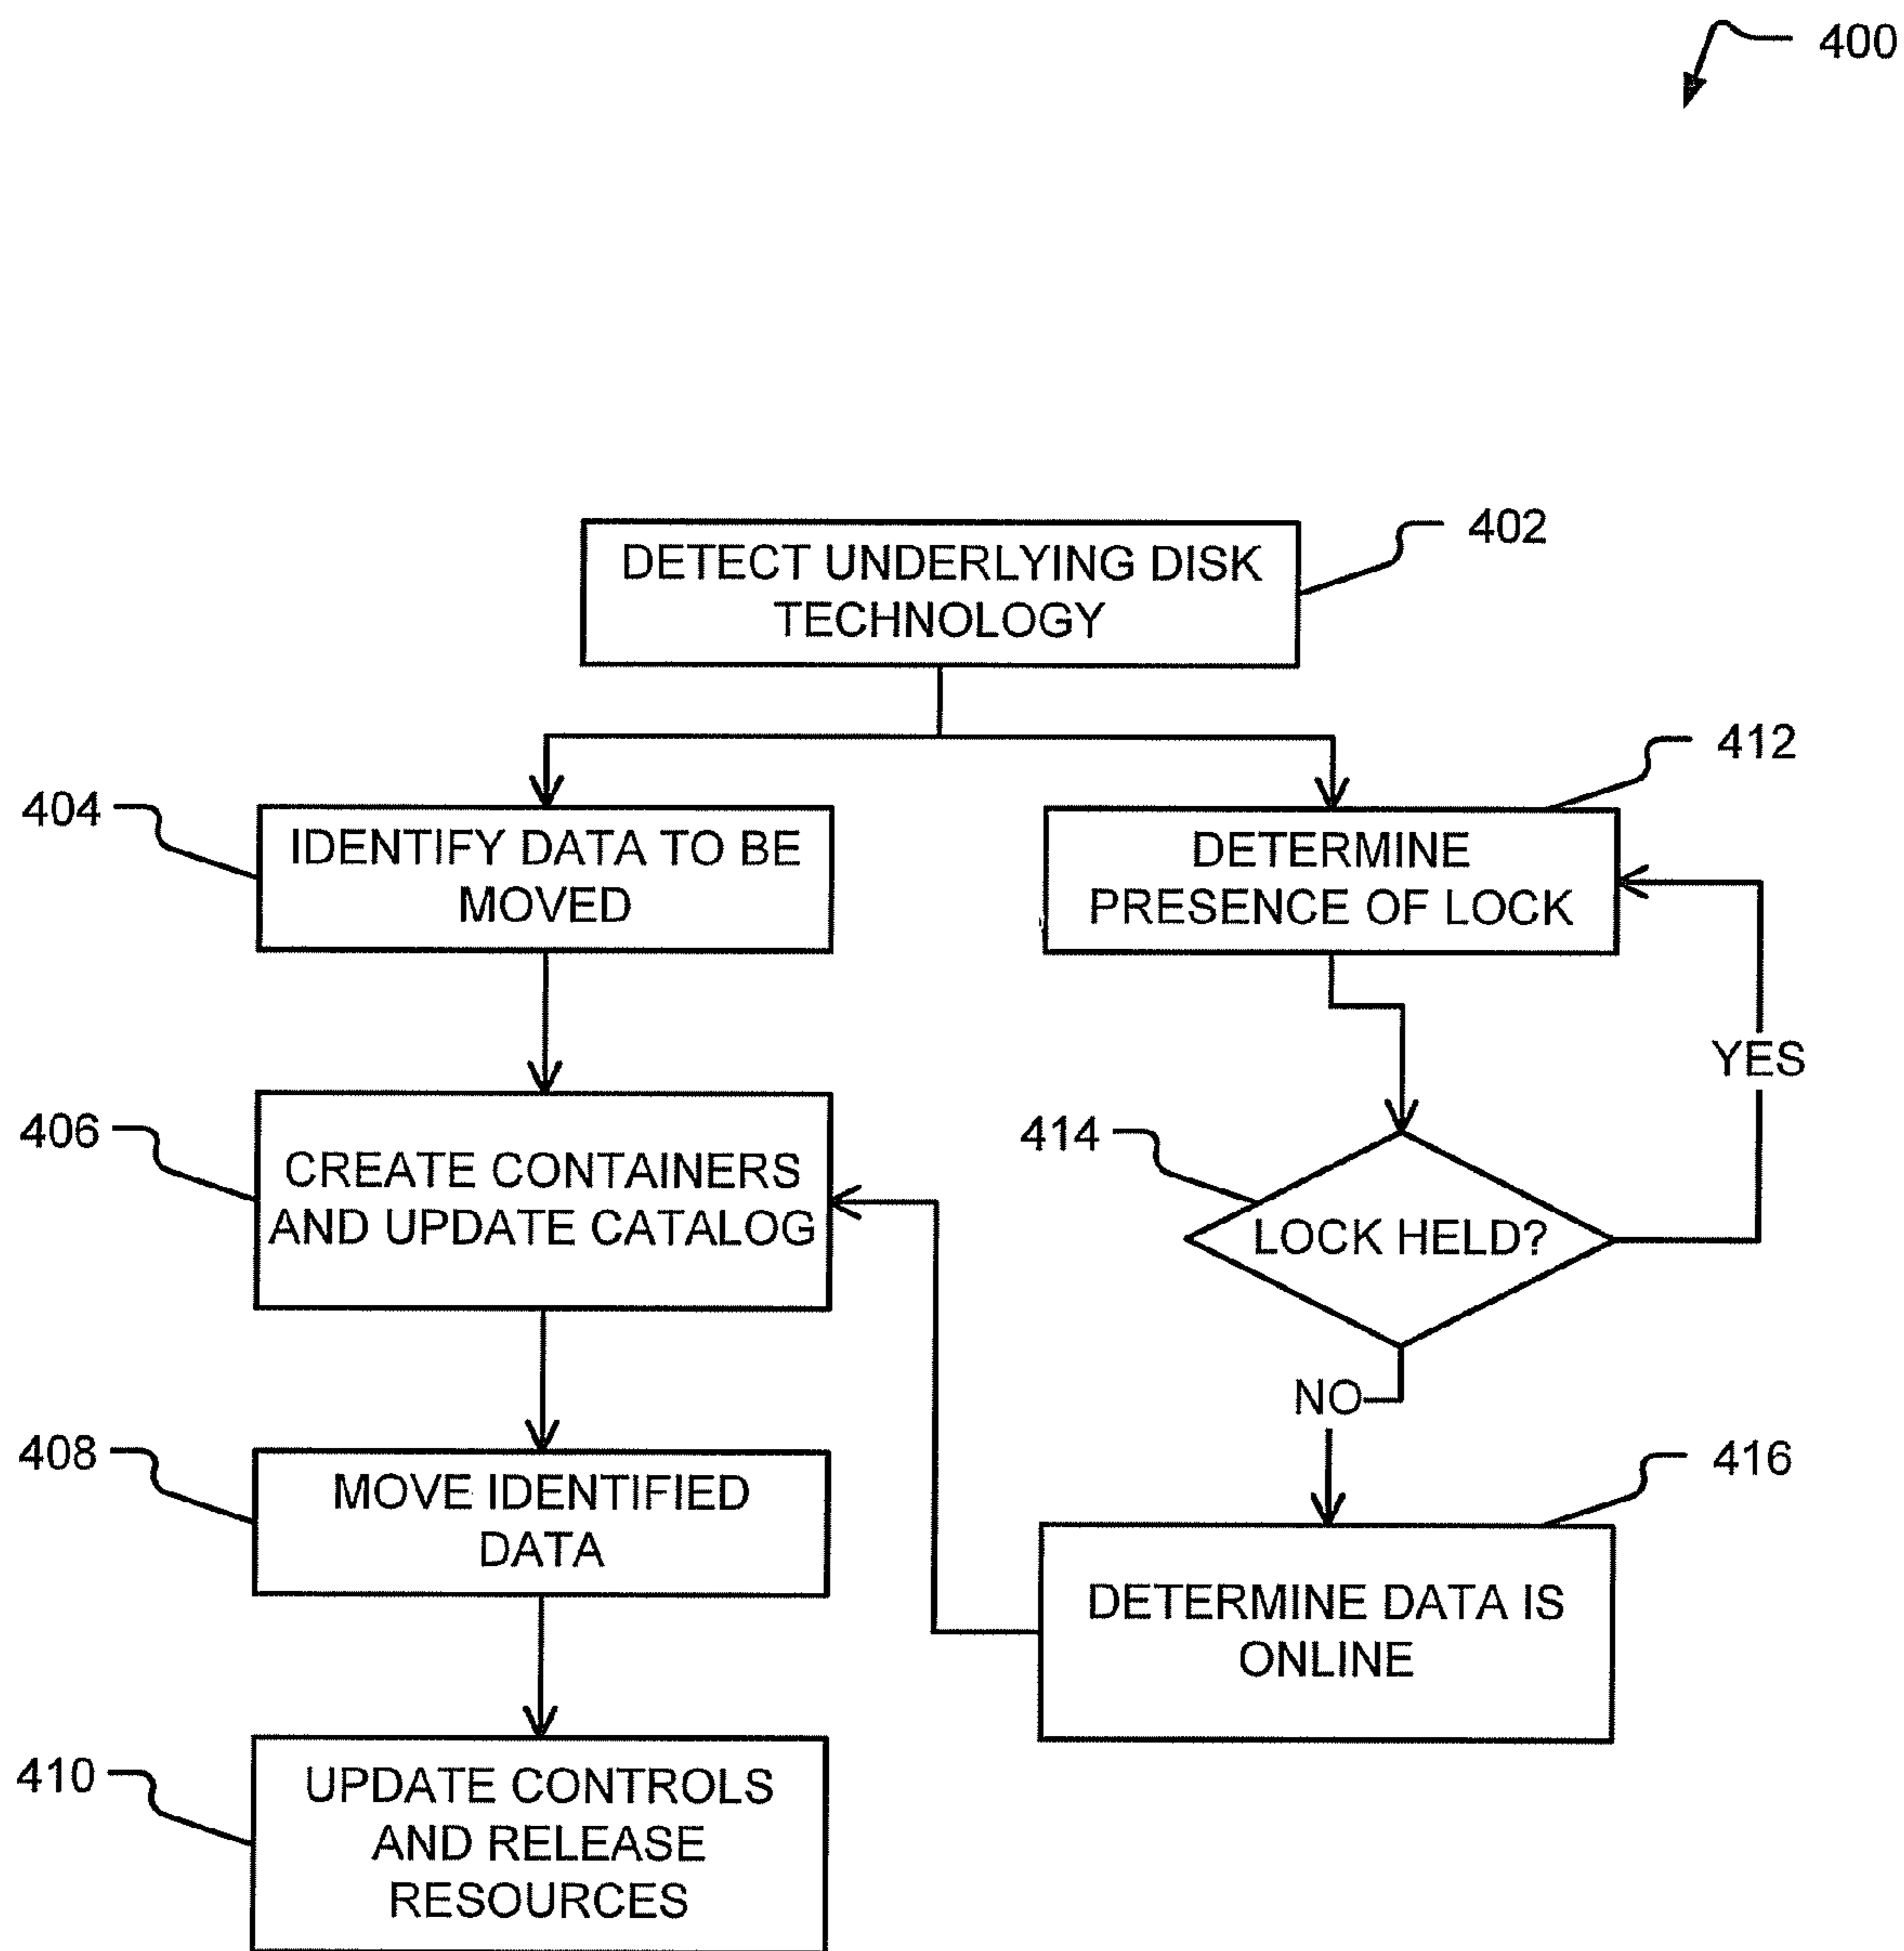 400
402
DETECT UNDERLYING DISK
TECHNOLOGY
412
404
IDENTIFY DATA TO BE
MOVED
DETERMINE
PRESENCE OF LOCK
YES
406
CREATE CONTAINERS
AND UPDATE CATALOG
414
LOCK HELD?
NO
408
MOVE IDENTIFIED
DATA
416
DETERMINE DATA IS
ONLINE
410
UPDATE CONTROLS
AND RELEASE
RESOURCES